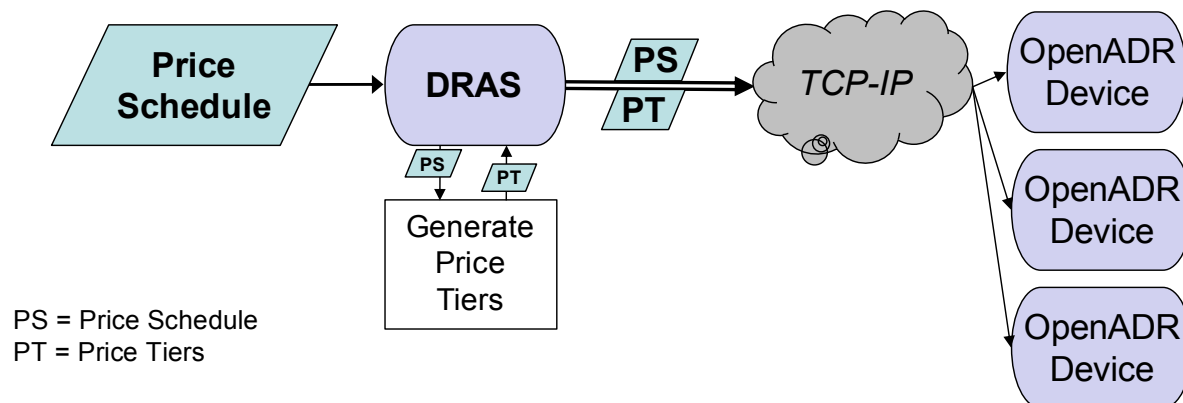 Price
Schedule
DRAS
PS
PT
TCP-IP
OpenADR
Device
PS
PT
Generate
Price
Tiers
OpenADR
Device
OpenADR
Device
PS = Price Schedule
PT = Price Tiers